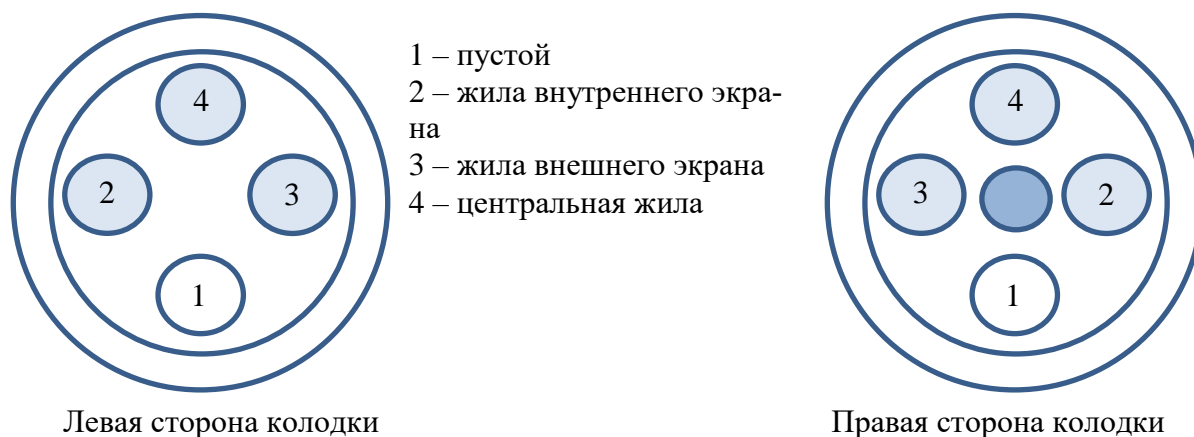 4
2
3
1
1 – пустой
2 – жила внутреннего экра-
на
3 – жила внешнего экрана
4 – центральная жила
4
3
2
1
Левая сторона колодки
Правая сторона колодки